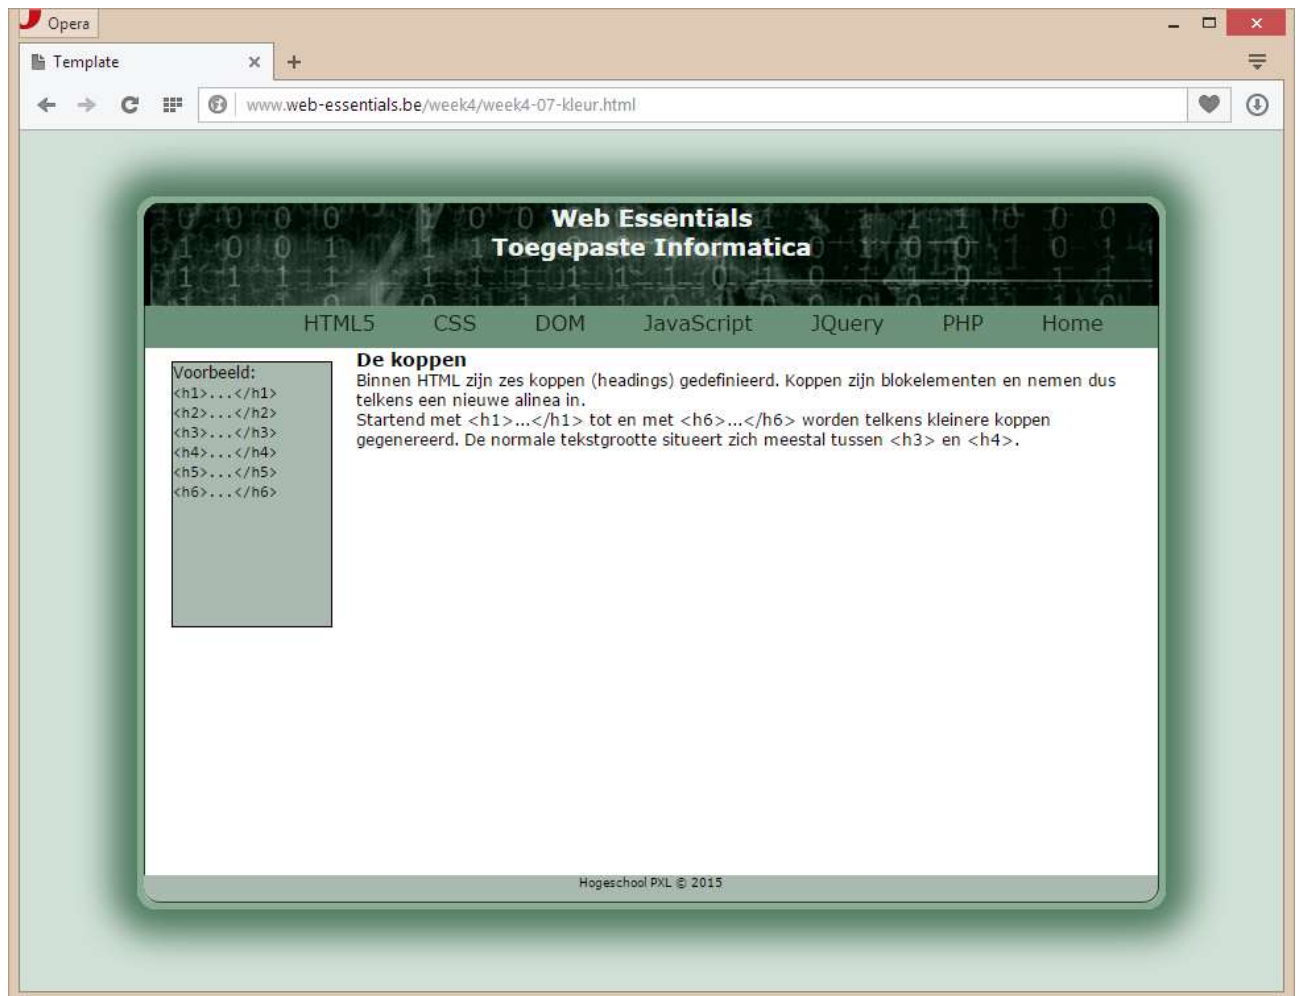 Opera
Template
www.web-essentials.be/week4/week4-07-kleur.html
Web Essentials
Toegepaste Informatica
HTML5 CSS DOM JavaScript JQuery PHP Home
Voorbeeld:
<h1>...</h1>
<h2>...</h2>
<h3>...</h3>
<h4>...</h4>
<h5>...</h5>
<h6>...</h6>
De koppen
Binnen HTML zijn zes koppen (headings) gedefinieerd. Koppen zijn blokelementen en nemen dus
telkens een nieuwe alinea in.
Startend met <h1>...</h1> tot en met <h6>...</h6> worden telkens kleinere koppen
gegenereerd. De normale tekstgrootte situeert zich meestal tussen <h3> en <h4>.
Hogeschool PXL © 2015